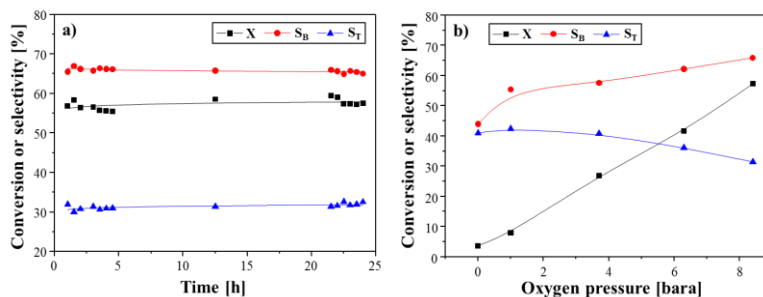 a)
X S_B S_T
Conversion or selectivity [%]
80
70
60
50
40
30
20
0 5 10 15 20 25
Time [h]
b)
X S_B S_T
Conversion or selectivity [%]
80
70
60
50
40
30
20
10
0
0 2 4 6 8
Oxygen pressure [bara]